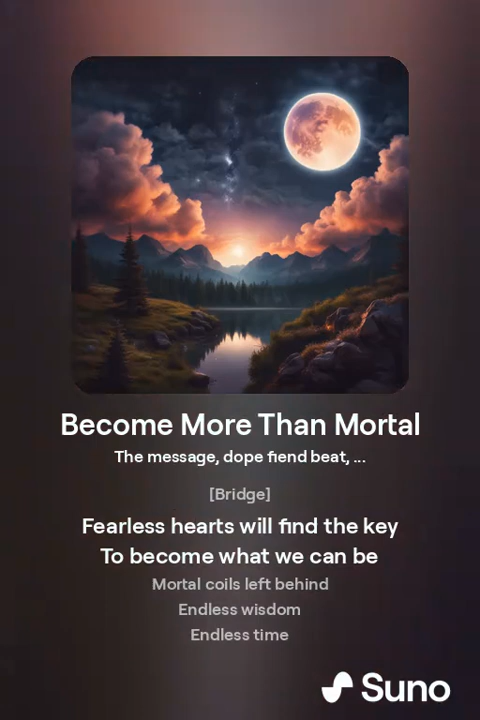 Become More Than Mortal
The message, dope fiend beat, ...
[Bridge]
Fearless hearts will find the key
To become what we can be
Mortal coils left behind
Endless wisdom
Endless time
Suno